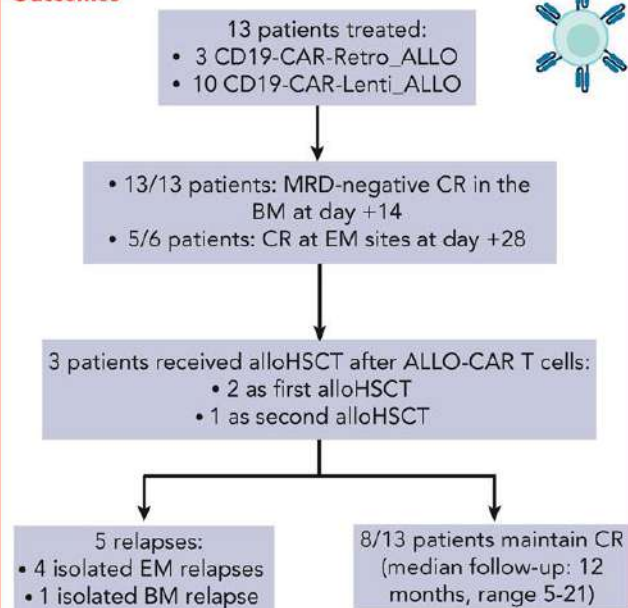 13 patients treated:
• 3 CD19-CAR-Retro_ALLO
• 10 CD19-CAR-Lenti_ALLO
• 13/13 patients: MRD-negative CR in the
BM at day +14
• 5/6 patients: CR at EM sites at day +28
3 patients received alloHSCT after ALLO-CAR T cells:
• 2 as first alloHSCT
• 1 as second alloHSCT
5 relapses:
• 4 isolated EM relapses
• 1 isolated BM relapse
8/13 patients maintain CR
(median follow-up: 12
months, range 5-21)